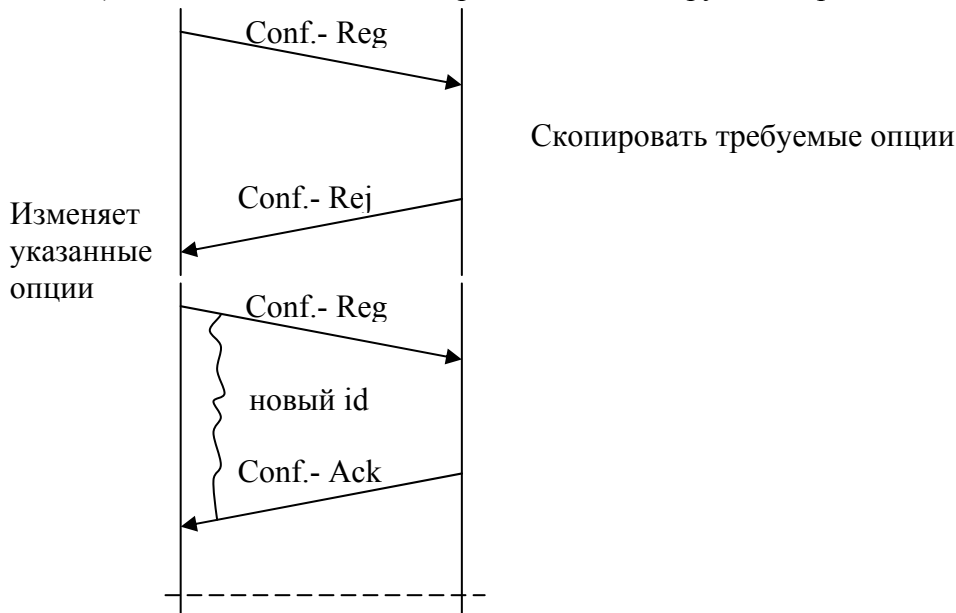 Conf.- Reg
Скопировать требуемые опции
Conf.- Rej
Изменяет
указанные
опции
Conf.- Reg
новый id
Conf.- Ack